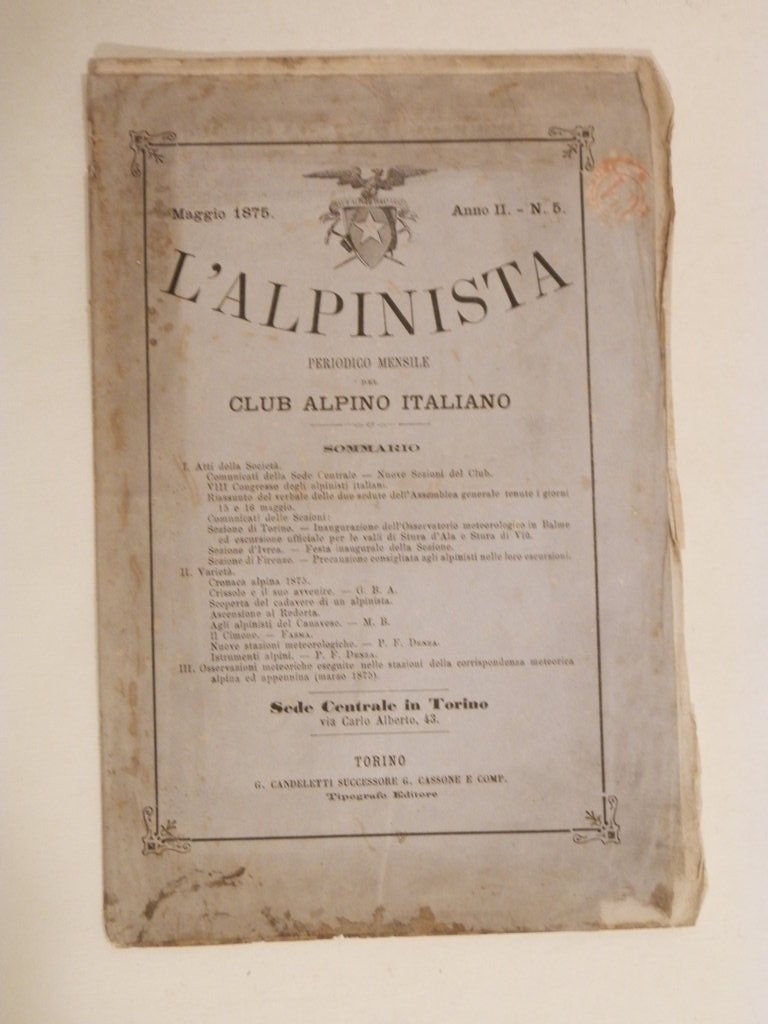 Maggio 1875.
Anno II. - N. 5.
L'ALPINISTA
PERIODICO MENSILE
DEL
CLUB ALPINO ITALIANO
SOMMARIO
I. Atti della Società.
Comunicati della Sede Centrale — Nuove Sezioni del Club.
VIII Congresso degli alpinisti italiani.
Riassunto del verbale delle due sedute dell'Assemblea generale tenute i giorni
15 e 16 maggio.
Comunicati delle Sezioni:
Sezione di Torino. — Inaugurazione dell'Osservatorio meteorologico in Balme
ed escursione ufficiale per le valli di Stura d'Ala e Stura di Viù.
Sezione d'Ivrea. — Festa inaugurale della Sezione.
Sezione di Firenze. — Precauzione consigliata agli alpinisti nelle loro escursioni.
II. Varietà.
Cronaca alpina 1875.
Crissolo e il suo avvenire. — G. B. A.
Scoperta del cadavere di un alpinista.
Ascensione al Redorta.
Agli alpinisti del Canavese. — M. B.
Il Cimone. — FARMA.
Nuove stazioni meteorologiche. — P. F. DENZA.
Istrumenti alpini. — P. F. DENZA.
III. Osservazioni meteoriche eseguite nelle stazioni della corrispondenza meteorica
alpina ed appennina (marzo 1875).
Sede Centrale in Torino
via Carlo Alberto, 43.
TORINO
G. CANDELETTI SUCCESSORE G. CASSONE E COMP.
Tipografo Editore